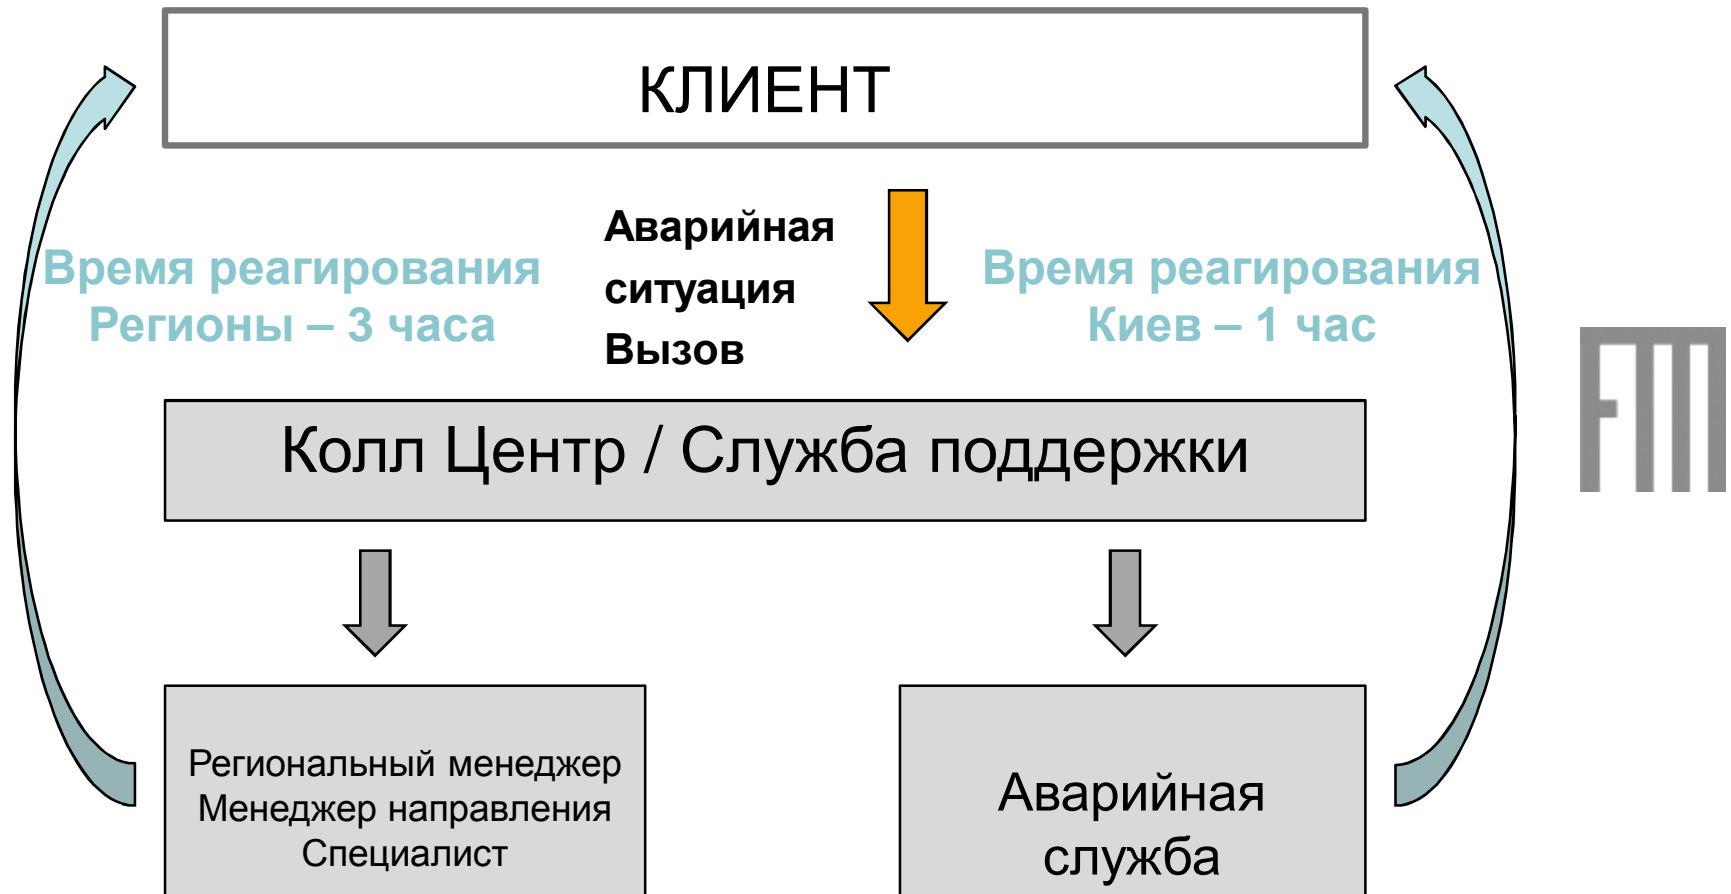 КЛИЕНТ
Аварийная
ситуация
Вызов
Время реагирования
Регионы – 3 часа
Время реагирования
Киев – 1 час
Колл Центр / Служба поддержки
Региональный менеджер
Менеджер направления
Специалист
Аварийная
служба